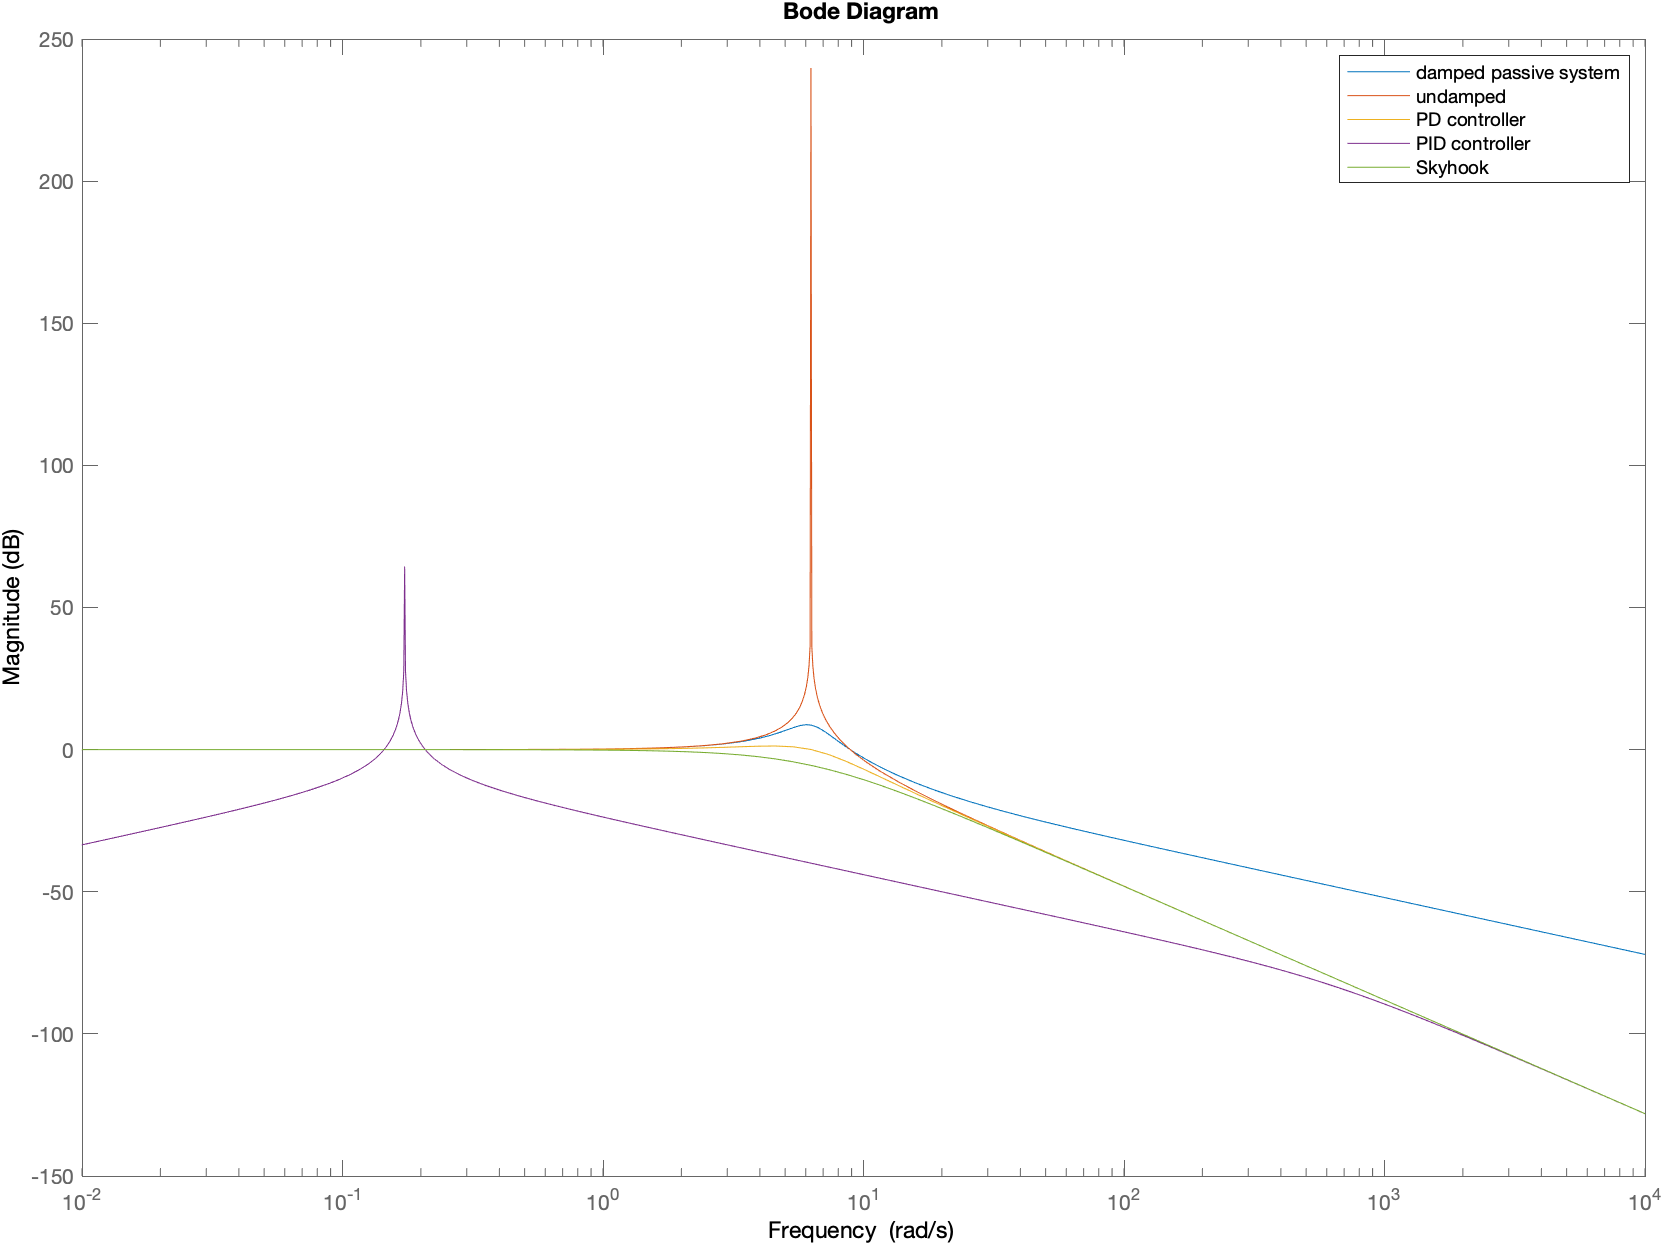 Bode Diagram
damped passive system
undamped
PD controller
PID controller
Skyhook
Magnitude (dB)
250
200
150
100
50
0
-50
-100
-150
10-2
10-1
100
101
102
103
104
Frequency (rad/s)